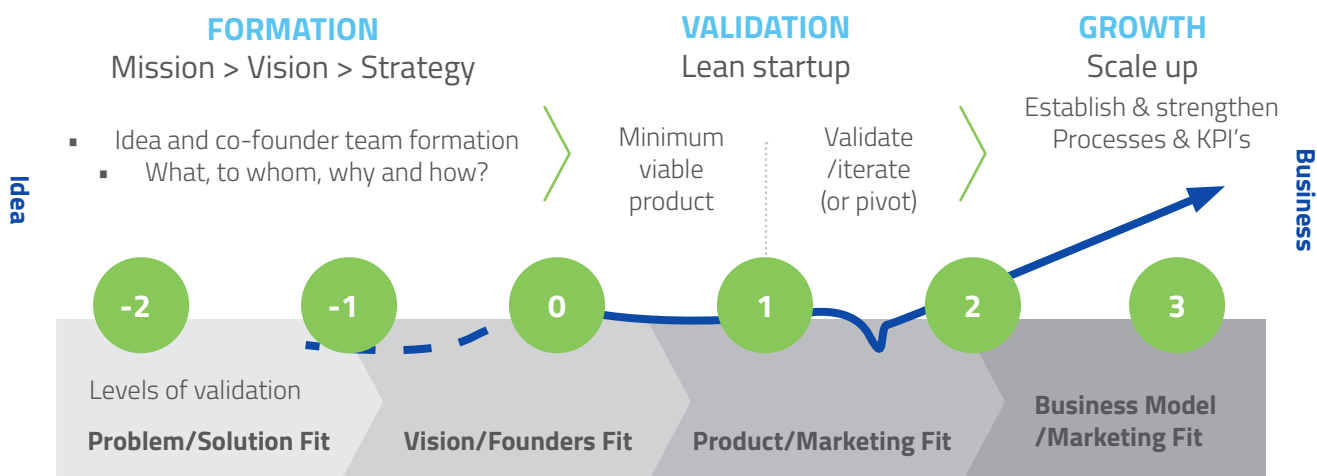 FORMATION
Mission > Vision > Strategy
▪ Idea and co-founder team formation
▪ What, to whom, why and how?
VALIDATION
Lean startup
Minimum
viable
product
Validate
/iterate
(or pivot)
GROWTH
Scale up
Establish & strengthen
Processes & KPI's
Idea
Business
-2
-1
0
1
2
3
Levels of validation
Problem/Solution Fit
Vision/Founders Fit
Product/Marketing Fit
Business Model
/Marketing Fit